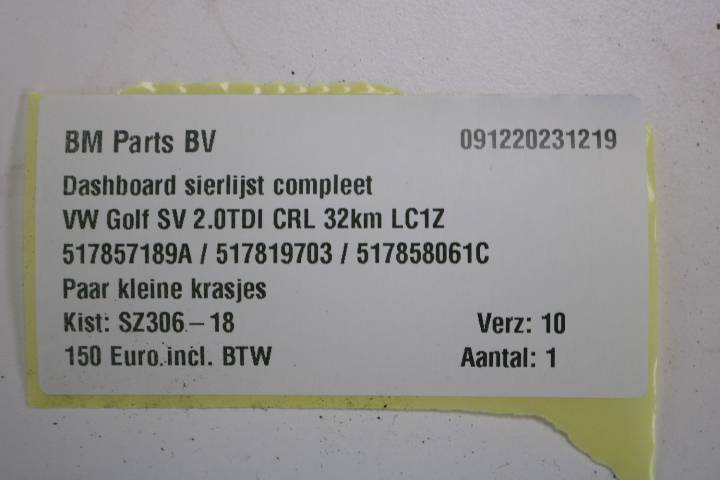 BM Parts BV 091220231219
Dashboard sierlijst compleet
VW Golf SV 2.0TDI CRL 32km LC1Z
517857189A / 517819703 / 517858061C
Paar kleine krasjes
Kist: SZ306 - 18 Verz: 10
150 Euro incl. BTW Aantal: 1